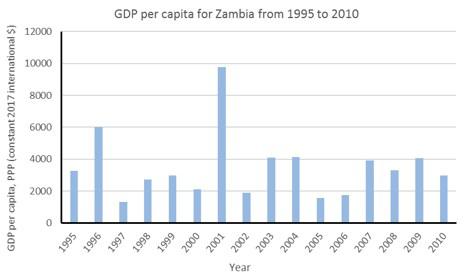 GDP per capita for Zambia from 1995 to 2010
GDP per capita, PPP (constant 2017 international $)
12000
10000
8000
6000
4000
2000
0
1995 1996 1997 1998 1999 2000 2001 2002 2003 2004 2005 2006 2007 2008 2009 2010
Year